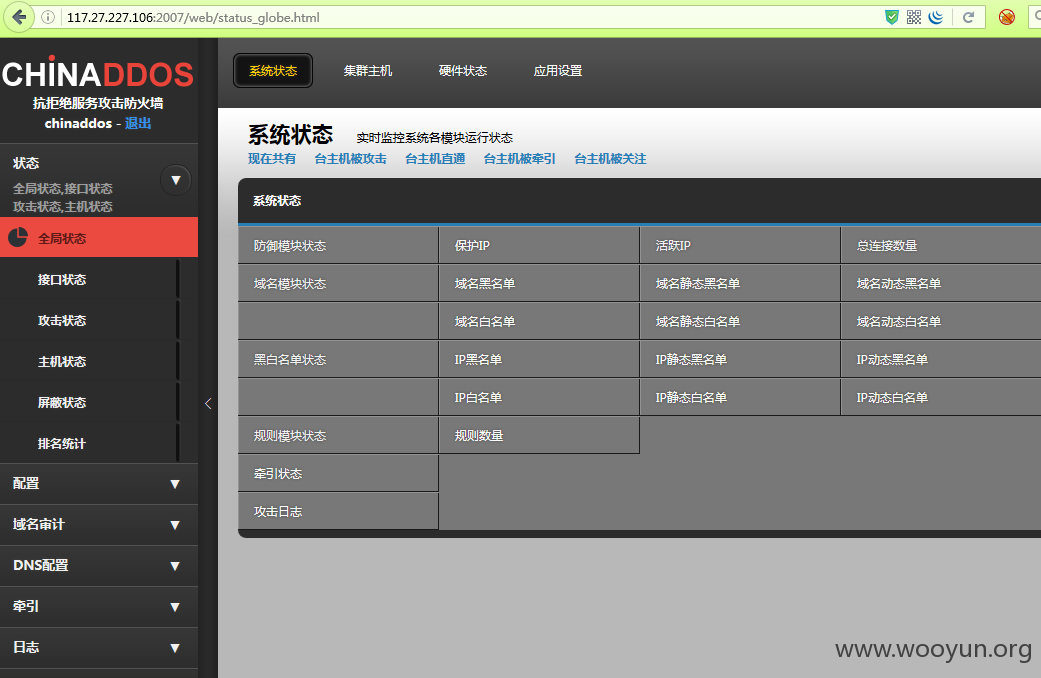 117.27.227.106:2007/web/status_globe.html
CHINADDOS
抗拒绝服务攻击防火墙
chinaddos - 退出
状态
全局状态,接口状态
攻击状态,主机状态
全局状态
接口状态
攻击状态
主机状态
屏蔽状态
排名统计
配置
域名审计
DNS配置
牵引
日志
系统状态 集群主机 硬件状态 应用设置
系统状态 实时监控系统各模块运行状态
现在共有 台主机被攻击 台主机直通 台主机被牵引 台主机被关注
系统状态
防御模块状态 保护IP 活跃IP 总连接数量
域名模块状态 域名黑名单 域名静态黑名单 域名动态黑名单
域名白名单 域名静态白名单 域名动态白名单
黑白名单状态 IP黑名单 IP静态黑名单 IP动态黑名单
IP白名单 IP静态白名单 IP动态白名单
规则模块状态 规则数量
牵引状态
攻击日志
www.wooyun.org